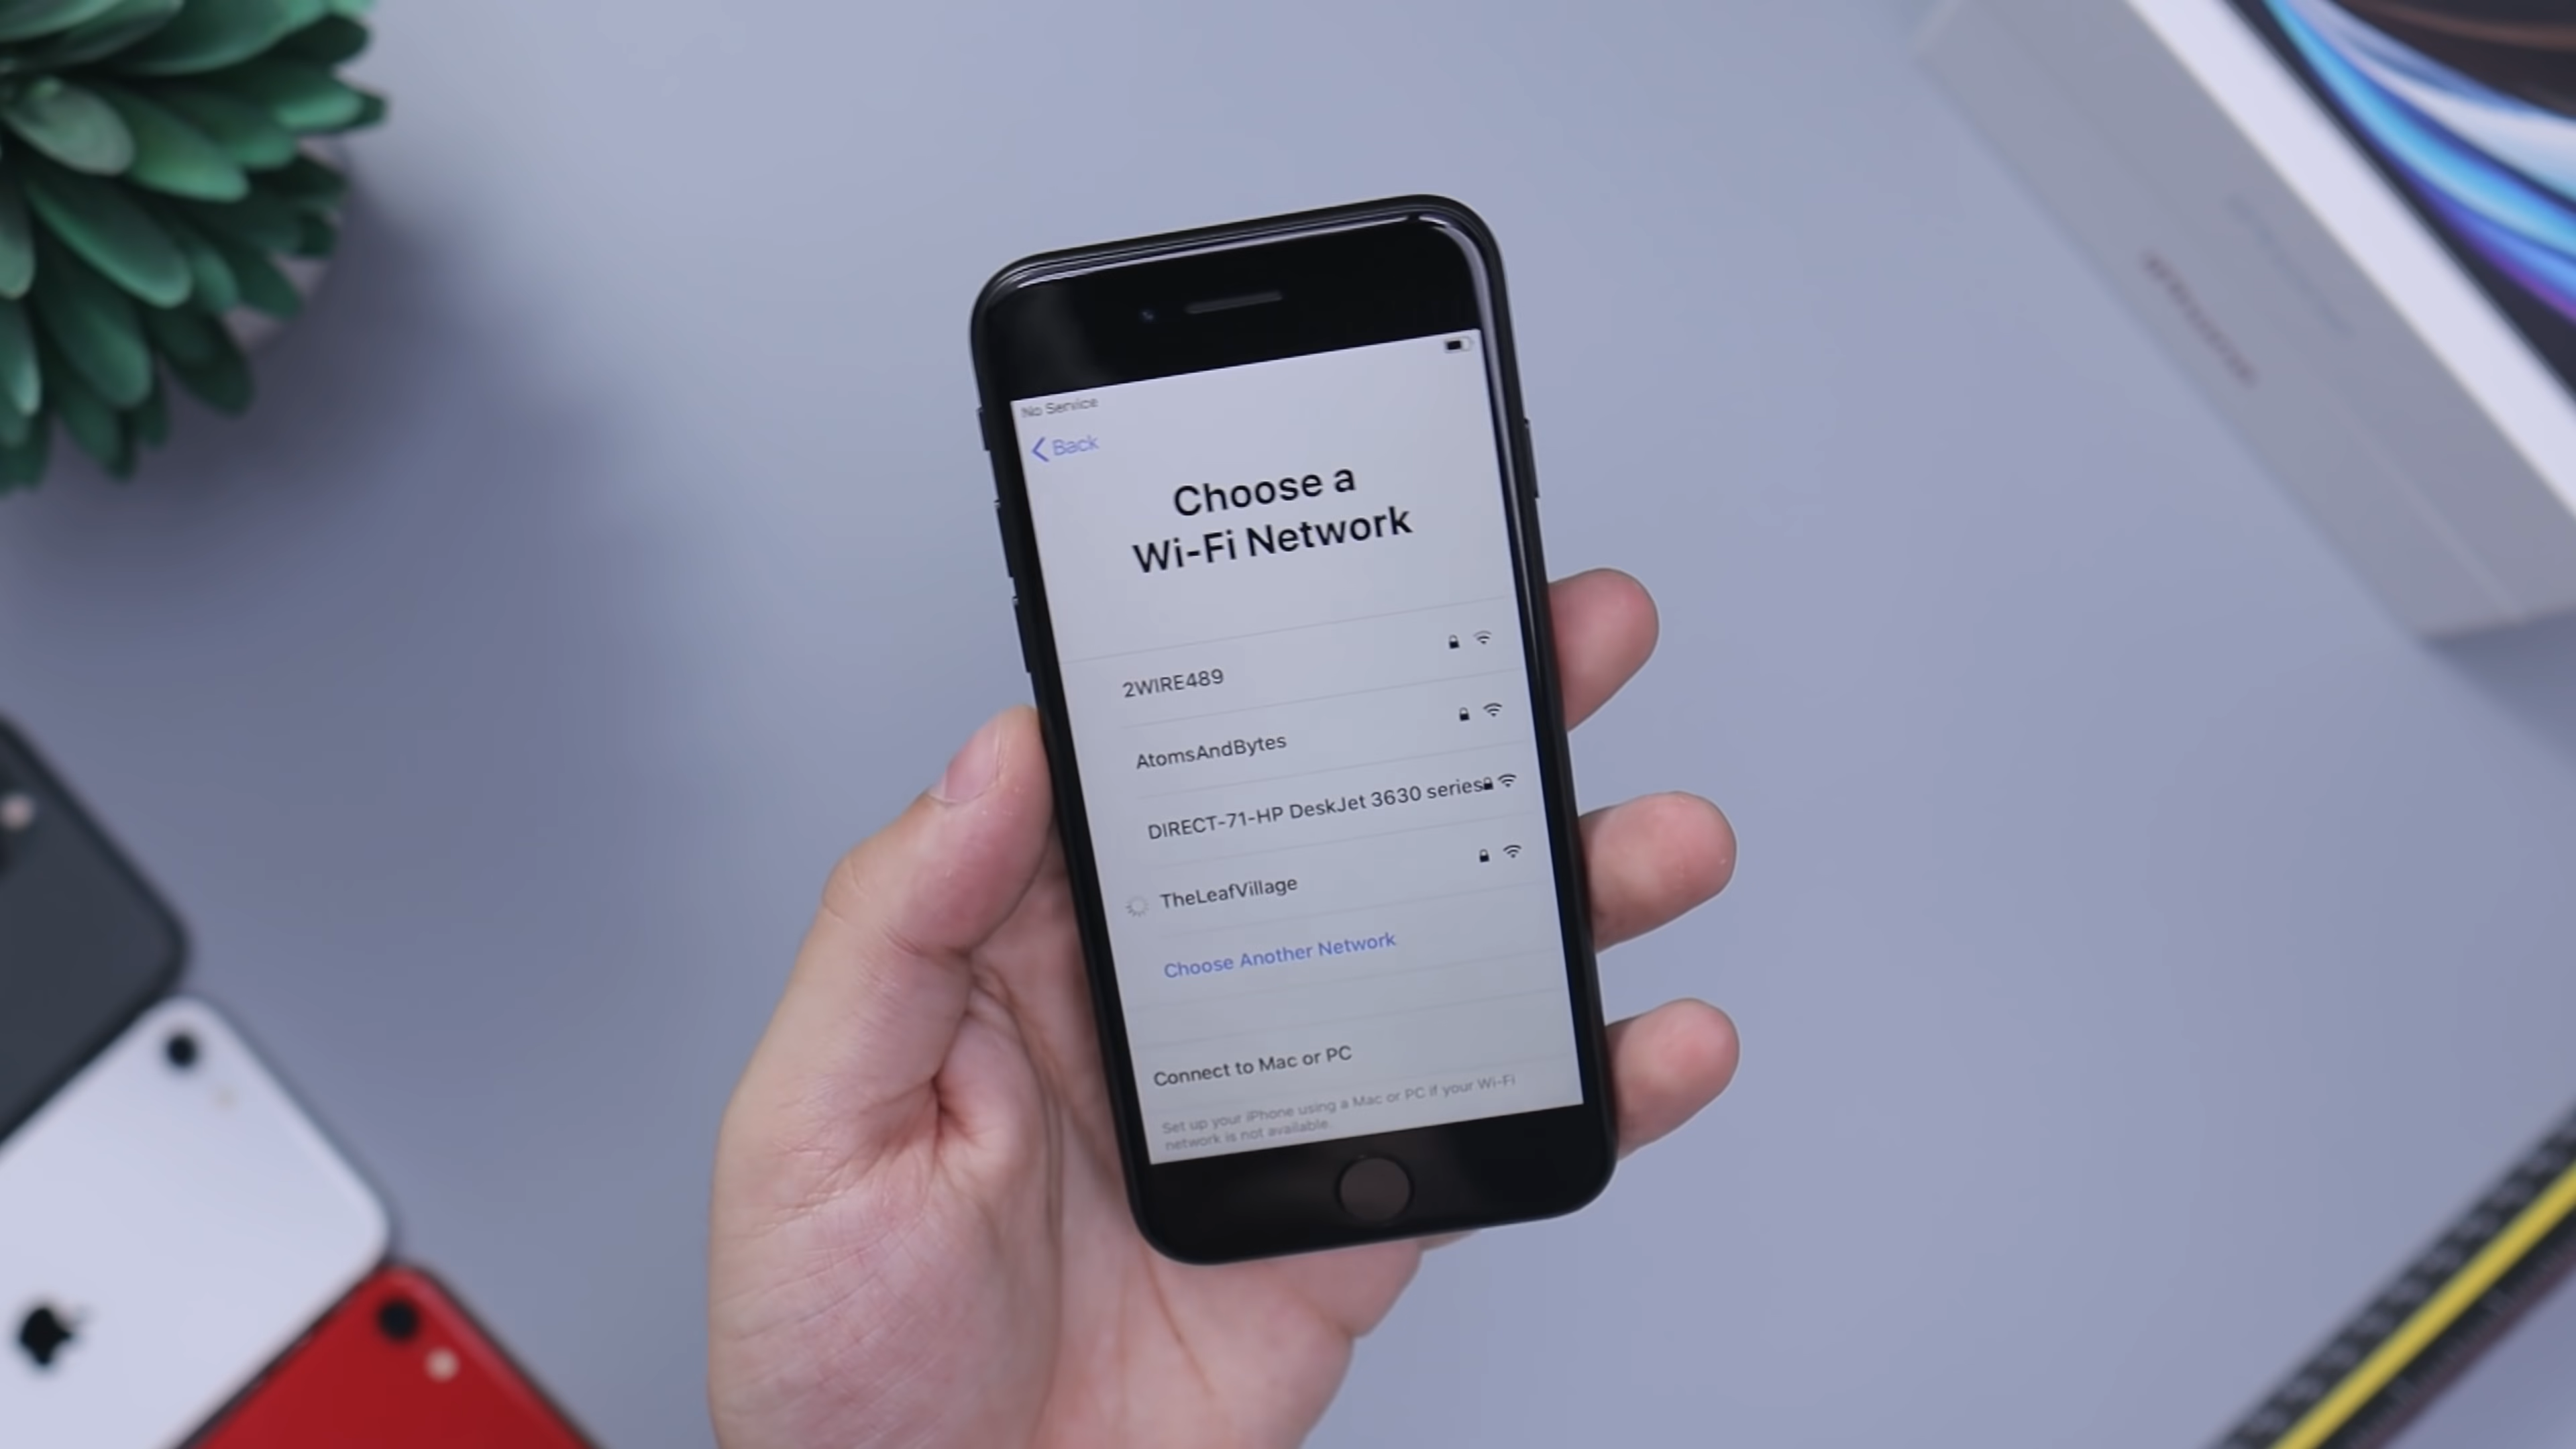 No Service
Back
Choose a
Wi-Fi Network
2WIRE489
AtomsAndBytes
DIRECT-71-HP DeskJet 3630 series
TheLeafVillage
Choose Another Network
Connect to Mac or PC
Set up your iPhone using a Mac or PC if your Wi-Fi
network is not available.